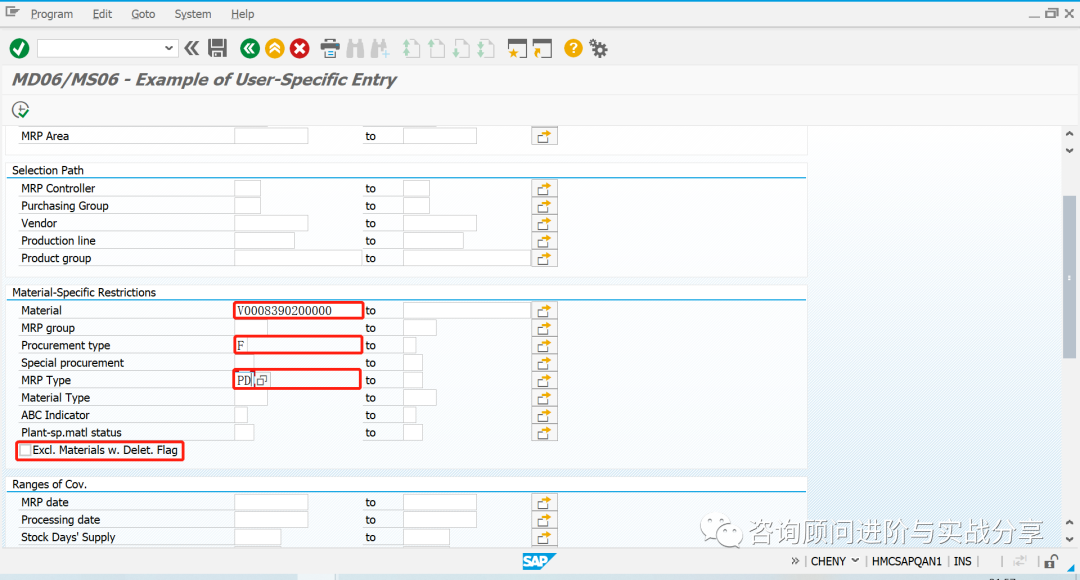 Program Edit Goto System Help
MD06/MS06 - Example of User-Specific Entry
MRP Area to
Selection Path
MRP Controller to
Purchasing Group to
Vendor to
Production line to
Product group to
Material-Specific Restrictions
Material V0008390200000 to
MRP group to
Procurement type F to
Special procurement to
MRP Type PD to
Material Type to
ABC Indicator to
Plant-sp.matl status to
Excl. Materials w. Delet. Flag
Ranges of Cov.
MRP date to
Processing date to
Stock Days' Supply to
咨询顾问进阶与实战分享
SAP » CHENY HMCSAPQAN1 INS